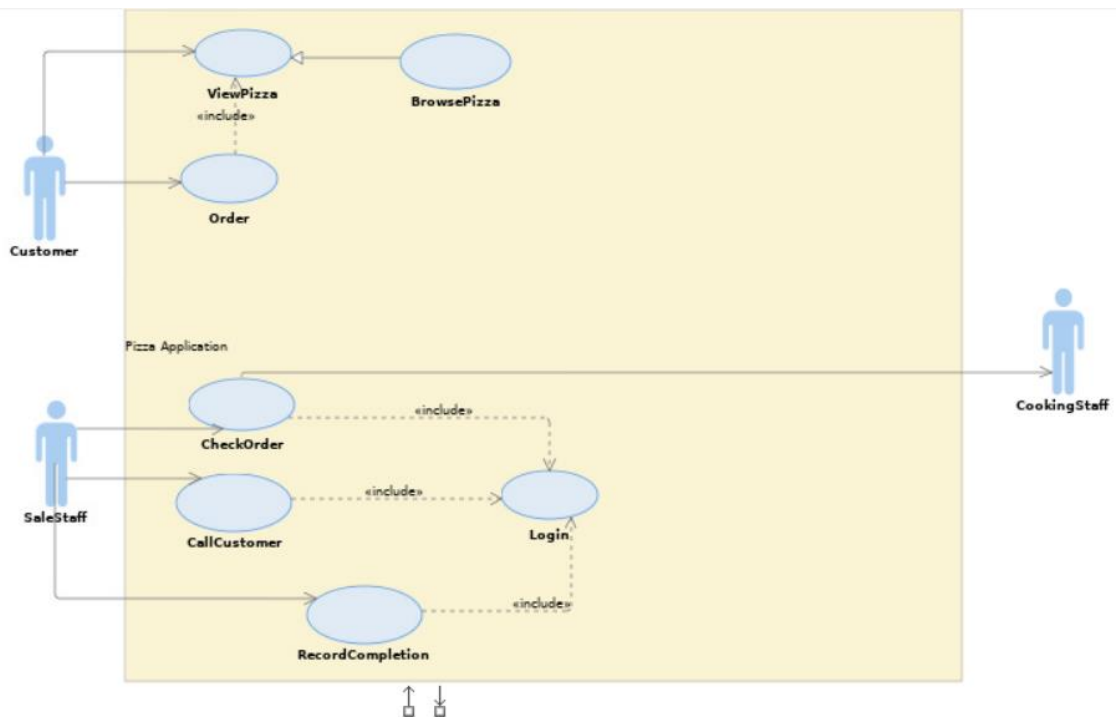 ViewPizza
BrowsePizza
«include»
Order
Customer
Pizza Application
CookingStaff
«include»
CheckOrder
«include»
SaleStaff
Login
CallCustomer
«include»
RecordCompletion